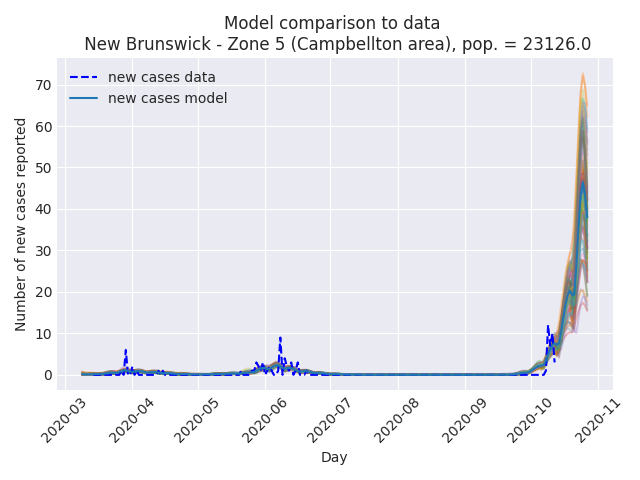 Model comparison to data
New Brunswick - Zone 5 (Campbellton area), pop. = 23126.0
new cases data
new cases model
Number of new cases reported
70
60
50
40
30
20
10
0
2020-03
2020-04
2020-05
2020-06
2020-07
2020-08
2020-09
2020-10
2020-11
Day